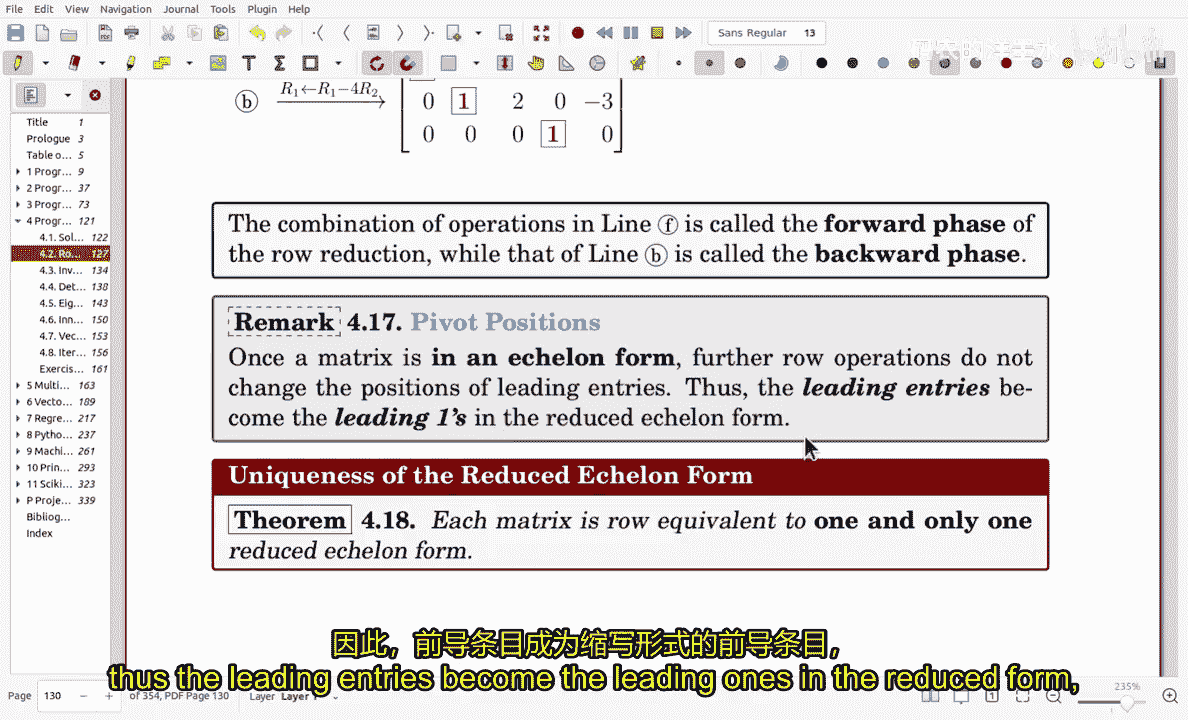 File Edit View Navigation Journal Tools Plugin Help
Sans Regular 13
Title 1
Prologue 3
Table o... 5
1 Progr... 9
2 Progr... 37
3 Progr... 73
4 Progr... 121
4.1. Sol... 122
4.2. Ro... 127
4.3. Inv... 134
4.4. Det... 138
4.5. Eig... 143
4.6. Inn... 150
4.7. Vec... 153
4.8. Iter... 156
Exercis... 161
5 Multi... 163
6 Vecto... 189
7 Regre... 217
8 Pytho... 237
9 Machi... 261
10 Prin... 293
11 Sciki... 323
P Proje... 339
Bibliog...
Index
ⓑ R₁←R₁−4R₂
0 1 2 0 −3
0 0 0 1 0
The combination of operations in Line ⓕ is called the forward phase of
the row reduction, while that of Line ⓑ is called the backward phase.
Remark 4.17. Pivot Positions
Once a matrix is in an echelon form, further row operations do not
change the positions of leading entries. Thus, the leading entries be-
come the leading 1's in the reduced echelon form.
Uniqueness of the Reduced Echelon Form
Theorem 4.18. Each matrix is row equivalent to one and only one
reduced echelon form.
因此，前导条目成为缩写形式的前导条目，
thus the leading entries become the leading ones in the reduced form,
Page 130 of 354, PDF Page 130 Layer Layer 1
235%